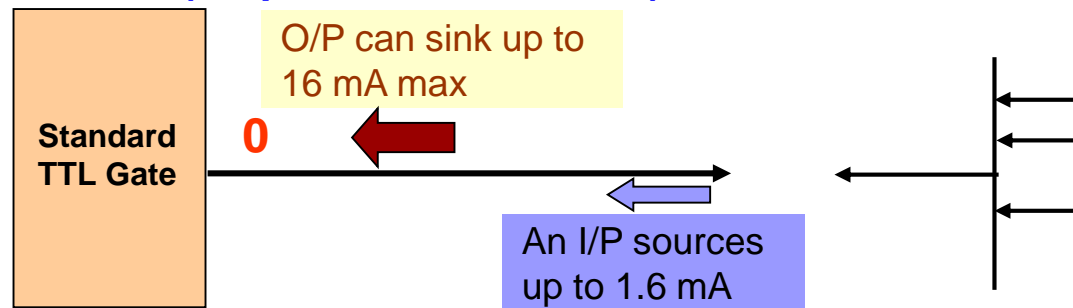 O/P can sink up to
16 mA max
Standard
TTL Gate
0
An I/P sources
up to 1.6 mA